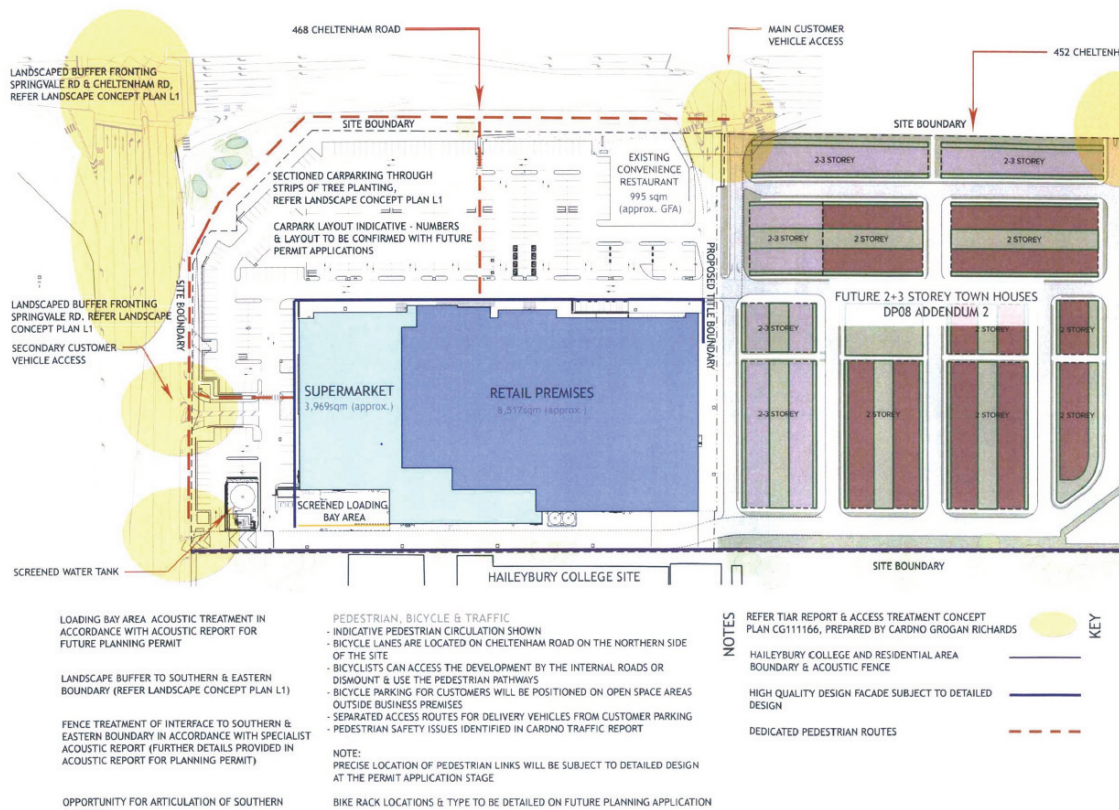 468 CHELTENHAM ROAD
MAIN CUSTOMER
VEHICLE ACCESS
452 CHELTENH
LANDSCAPED BUFFER FRONTING
SPRINGVALE RD & CHELTENHAM RD,
REFER LANDSCAPE CONCEPT PLAN L1
SITE BOUNDARY
SITE BOUNDARY
SECTIONED CARPARKING THROUGH
STRIPS OF TREE PLANTING,
REFER LANDSCAPE CONCEPT PLAN L1
CARPARK LAYOUT INDICATIVE - NUMBERS
& LAYOUT TO BE CONFIRMED WITH FUTURE
PERMIT APPLICATIONS
EXISTING
CONVENIENCE
RESTAURANT
995 sqm
(approx. GFA)
2-3 STOREY
2-3 STOREY
2-3 STOREY
2 STOREY
2 STOREY
PROPOSED TITLE BOUNDARY
SITE BOUNDARY
FUTURE 2+3 STOREY TOWN HOUSES
DP08 ADDENDUM 2
LANDSCAPED BUFFER FRONTING
SPRINGVALE RD. REFER LANDSCAPE
CONCEPT PLAN L1
SECONDARY CUSTOMER
VEHICLE ACCESS
2-3 STOREY
2 STOREY
2 STOREY
SUPERMARKET
3,969sqm (approx.)
RETAIL PREMISES
8,517sqm (approx.)
2-3 STOREY
2 STOREY
2 STOREY
2 STOREY
SCREENED LOADING
BAY AREA
SCREENED WATER TANK
HAILEYBURY COLLEGE SITE
SITE BOUNDARY
LOADING BAY AREA ACOUSTIC TREATMENT IN
ACCORDANCE WITH ACOUSTIC REPORT FOR
FUTURE PLANNING PERMIT
LANDSCAPE BUFFER TO SOUTHERN & EASTERN
BOUNDARY (REFER LANDSCAPE CONCEPT PLAN L1)
FENCE TREATMENT OF INTERFACE TO SOUTHERN &
EASTERN BOUNDARY IN ACCORDANCE WITH SPECIALIST
ACOUSTIC REPORT (FURTHER DETAILS PROVIDED IN
ACOUSTIC REPORT FOR PLANNING PERMIT)
OPPORTUNITY FOR ARTICULATION OF SOUTHERN
PEDESTRIAN, BICYCLE & TRAFFIC
- INDICATIVE PEDESTRIAN CIRCULATION SHOWN
- BICYCLE LANES ARE LOCATED ON CHELTENHAM ROAD ON THE NORTHERN SIDE
OF THE SITE
- BICYCLISTS CAN ACCESS THE DEVELOPMENT BY THE INTERNAL ROADS OR
DISMOUNT & USE THE PEDESTRIAN PATHWAYS
- BICYCLE PARKING FOR CUSTOMERS WILL BE POSITIONED ON OPEN SPACE AREAS
OUTSIDE BUSINESS PREMISES
- SEPARATED ACCESS ROUTES FOR DELIVERY VEHICLES FROM CUSTOMER PARKING
- PEDESTRIAN SAFETY ISSUES IDENTIFIED IN CARDNO TRAFFIC REPORT
NOTE:
PRECISE LOCATION OF PEDESTRIAN LINKS WILL BE SUBJECT TO DETAILED DESIGN
AT THE PERMIT APPLICATION STAGE
BIKE RACK LOCATIONS & TYPE TO BE DETAILED ON FUTURE PLANNING APPLICATION
NOTES
REFER TIAR REPORT & ACCESS TREATMENT CONCEPT
PLAN CG111166, PREPARED BY CARDNO GROGAN RICHARDS
KEY
HAILEYBURY COLLEGE AND RESIDENTIAL AREA
BOUNDARY & ACOUSTIC FENCE
HIGH QUALITY DESIGN FACADE SUBJECT TO DETAILED
DESIGN
DEDICATED PEDESTRIAN ROUTES